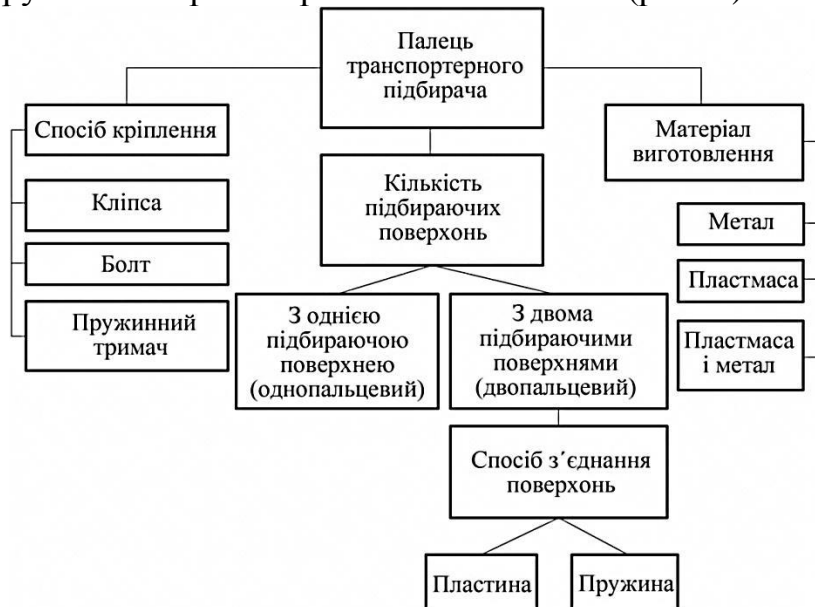 Палець
транспортерного
підбирача
Спосіб кріплення
Кліпса
Болт
Пружинний
тримач
Кількість
підбираючих
поверхонь
З однією
підбираючою
поверхнею
(однопальцевий)
З двома
підбираючими
поверхнями
(двопальцевий)
Спосіб з´єднання
поверхонь
Пластина
Пружина
Матеріал
виготовлення
Метал
Пластмаса
Пластмаса
і метал